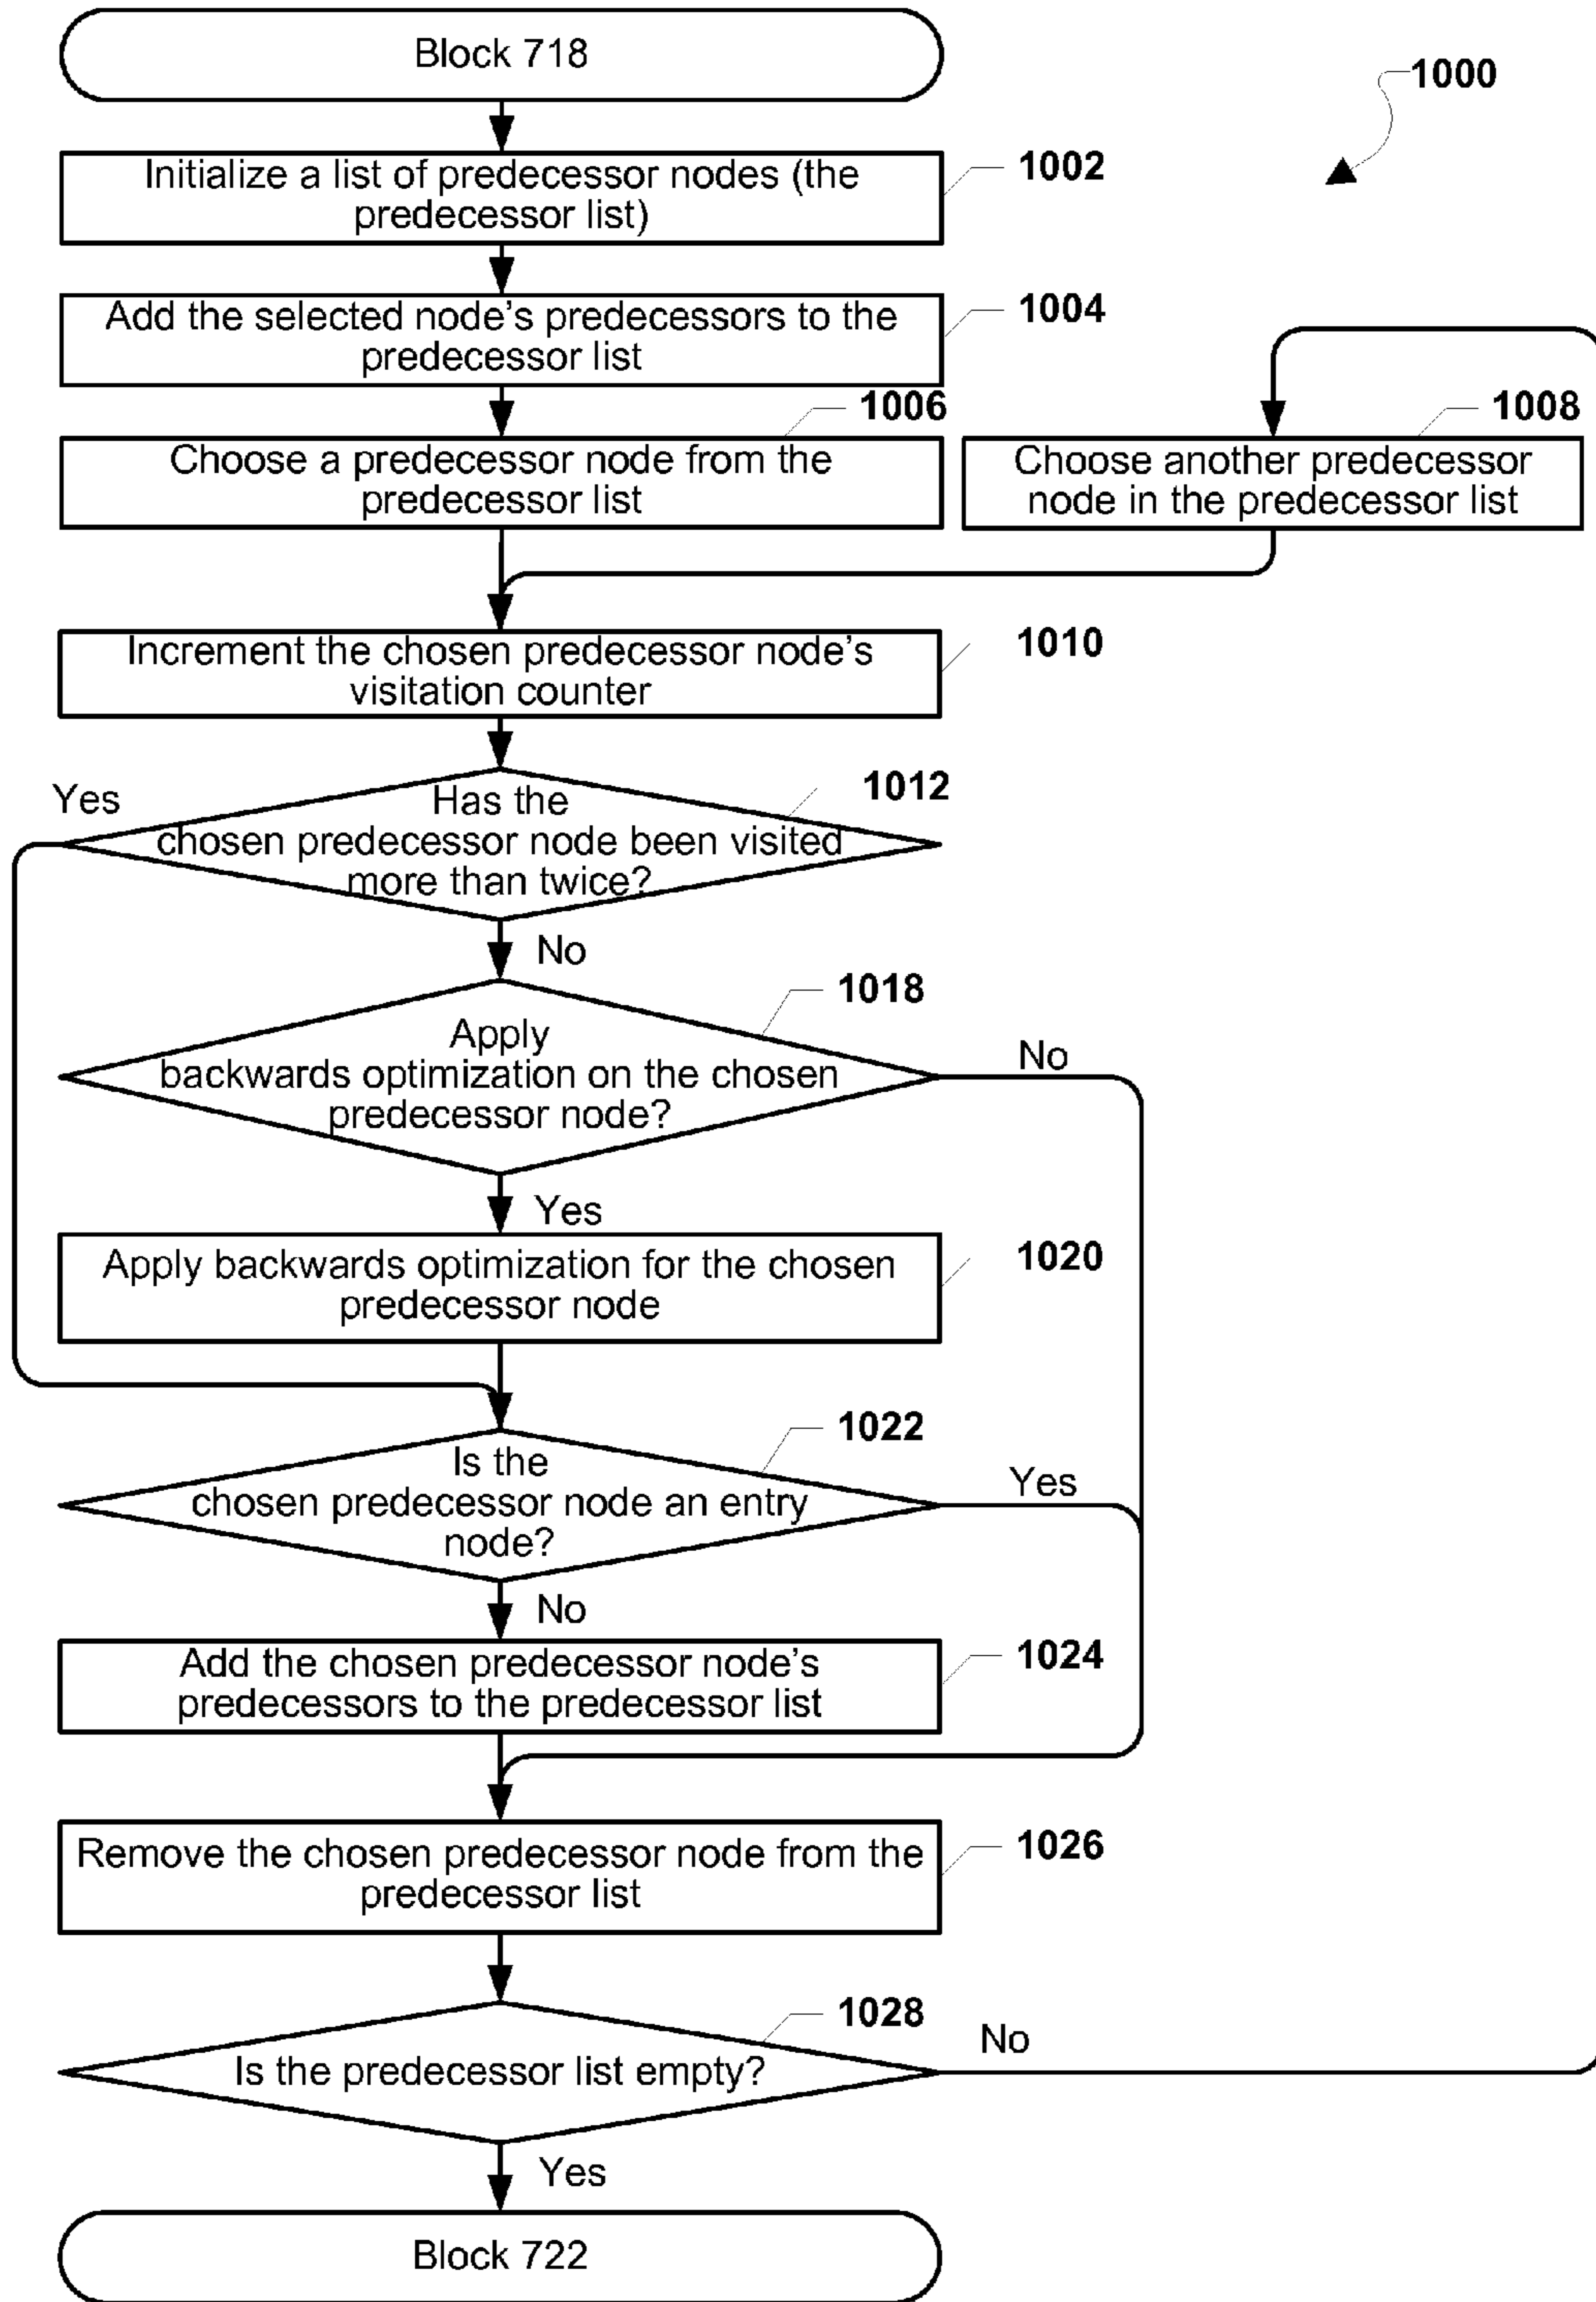 Block 718
1000
Initialize a list of predecessor nodes (the
predecessor list)
1002
Add the selected node's predecessors to the
predecessor list
1004
1006
Choose a predecessor node from the
predecessor list
1008
Choose another predecessor
node in the predecessor list
Increment the chosen predecessor node's
visitation counter
1010
Yes
Has the
chosen predecessor node been visited
more than twice?
1012
No
1018
Apply
backwards optimization on the chosen
predecessor node?
No
Yes
Apply backwards optimization for the chosen
predecessor node
1020
1022
Is the
chosen predecessor node an entry
node?
Yes
No
Add the chosen predecessor node's
predecessors to the predecessor list
1024
Remove the chosen predecessor node from the
predecessor list
1026
1028
Is the predecessor list empty?
No
Yes
Block 722